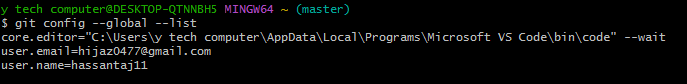 y tech computer@DESKTOP-QTNNBH5 MINGW64 ~ (master)
$ git config --global --list
core.editor="C:\Users\y tech computer\AppData\Local\Programs\Microsoft VS Code\bin\code" --wait
user.email=hijaz0477@gmail.com
user.name=hassantaj11